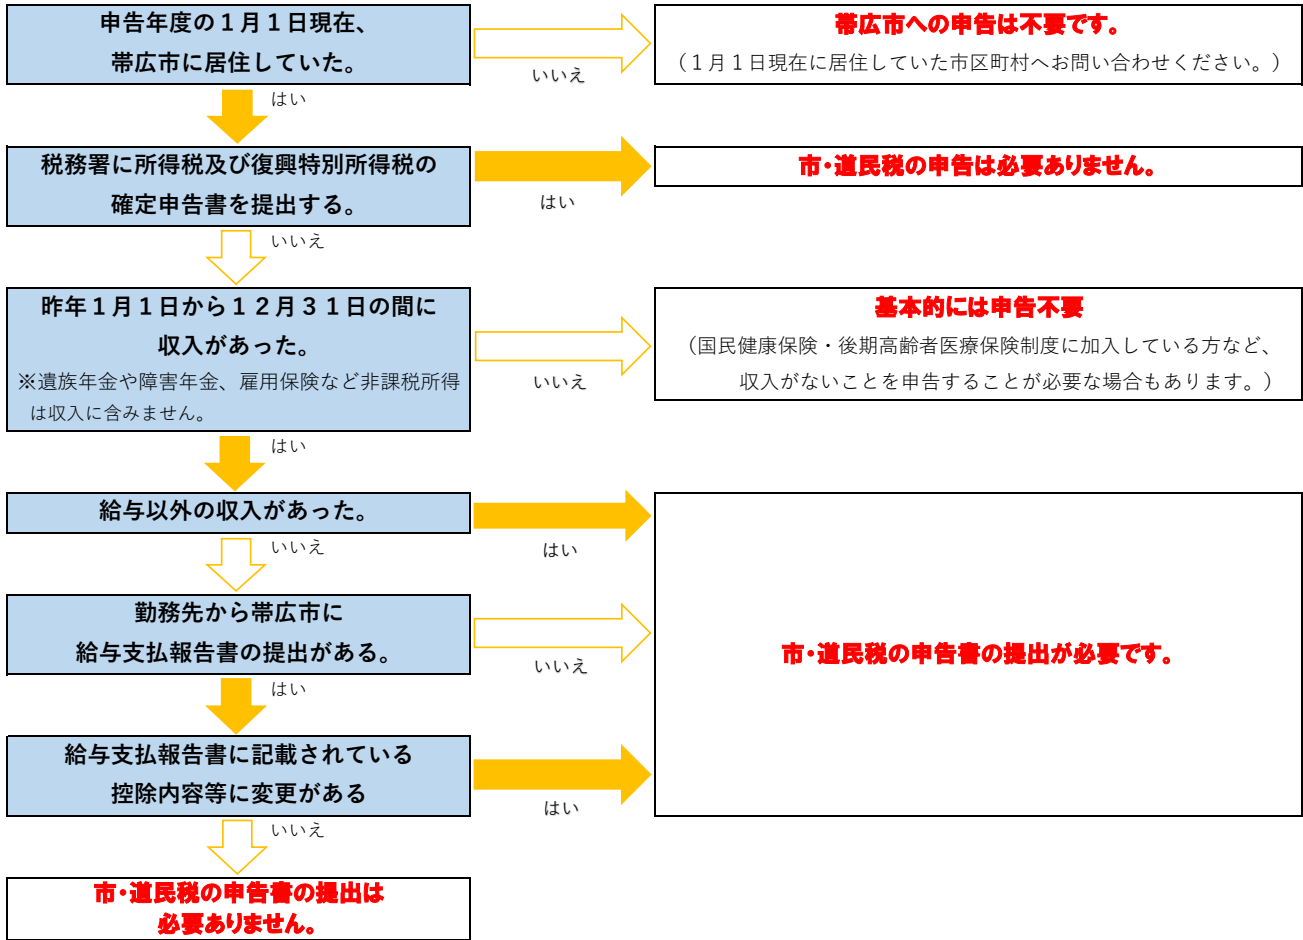 申告年度の１月１日現在、
帯広市に居住していた。
いいえ
帯広市への申告は不要です。
（１月１日現在に居住していた市区町村へお問い合わせください。）
はい
税務署に所得税及び復興特別所得税の
確定申告書を提出する。
はい
市・道民税の申告は必要ありません。
いいえ
昨年１月１日から１２月３１日の間に
収入があった。
※遺族年金や障害年金、雇用保険など非課税所得
は収入に含みません。
いいえ
基本的には申告不要
（国民健康保険・後期高齢者医療保険制度に加入している方など、
収入がないことを申告することが必要な場合もあります。）
はい
給与以外の収入があった。
はい
いいえ
勤務先から帯広市に
給与支払報告書の提出がある。
いいえ
市・道民税の申告書の提出が必要です。
はい
給与支払報告書に記載されている
控除内容等に変更がある
はい
いいえ
市・道民税の申告書の提出は
必要ありません。